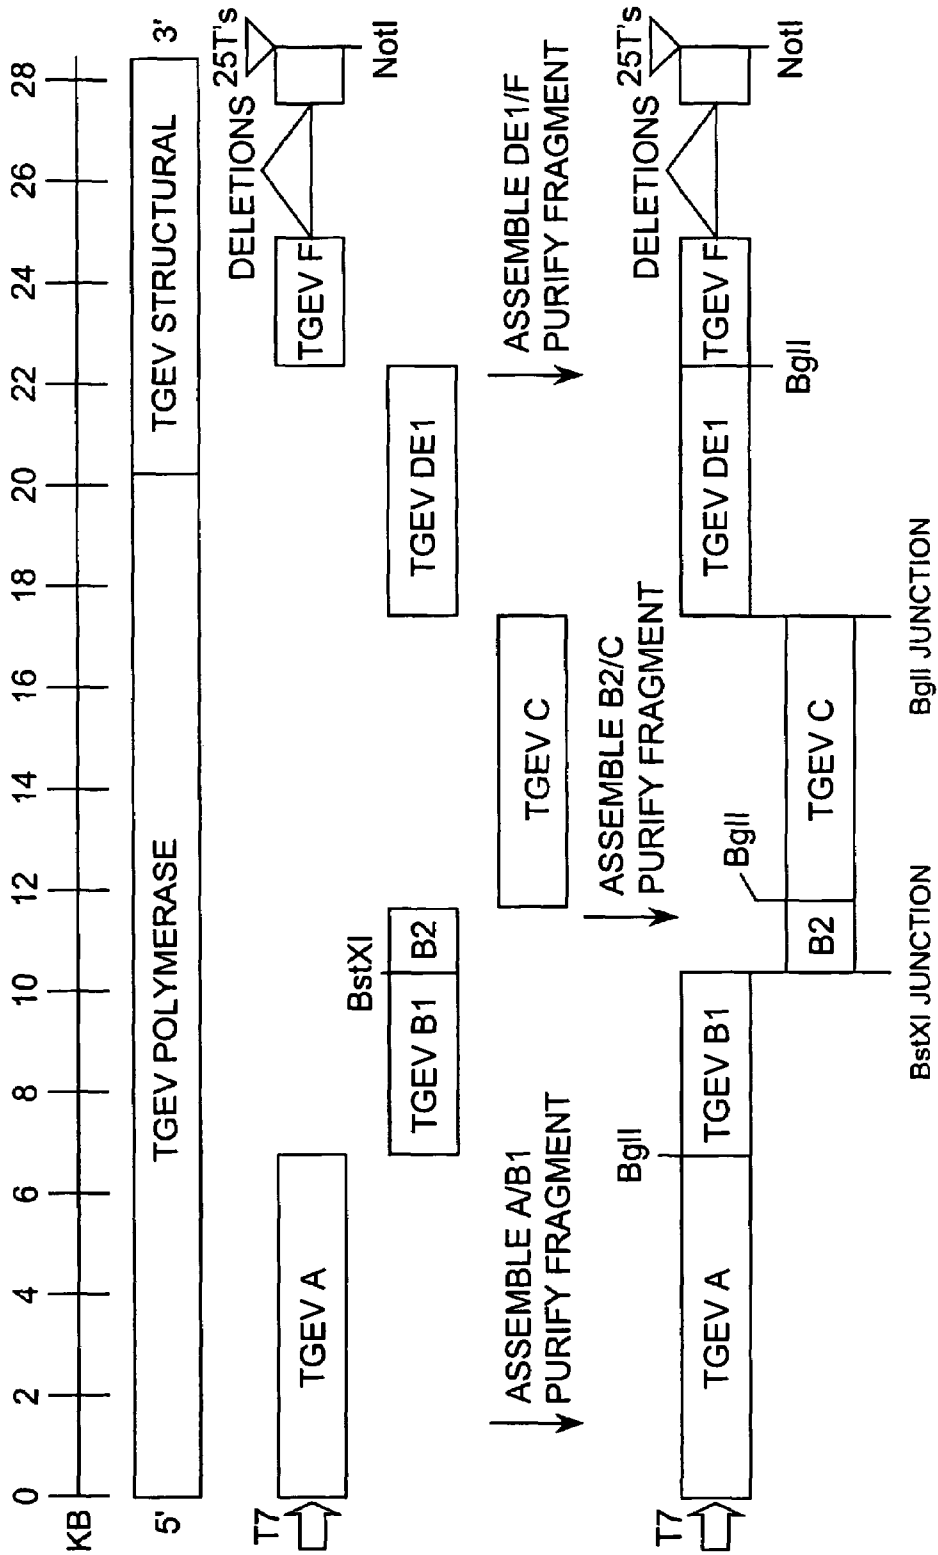 KB 0 2 4 6 8 10 12 14 16 18 20 22 24 26 28
5' TGEV POLYMERASE TGEV STRUCTURAL 3'
T7 TGEV A
TGEV F
DELETIONS
25T's
NotI
BstXI
TGEV B1 B2
TGEV DE1
TGEV C
ASSEMBLE A/B1
PURIFY FRAGMENT
ASSEMBLE B2/C
PURIFY FRAGMENT
ASSEMBLE DE1/F
PURIFY FRAGMENT
T7 TGEV A
BglI
TGEV B1
BglI
B2 TGEV C
TGEV DE1 TGEV F
BglI
DELETIONS
25T's
NotI
BstXI JUNCTION
BglI JUNCTION